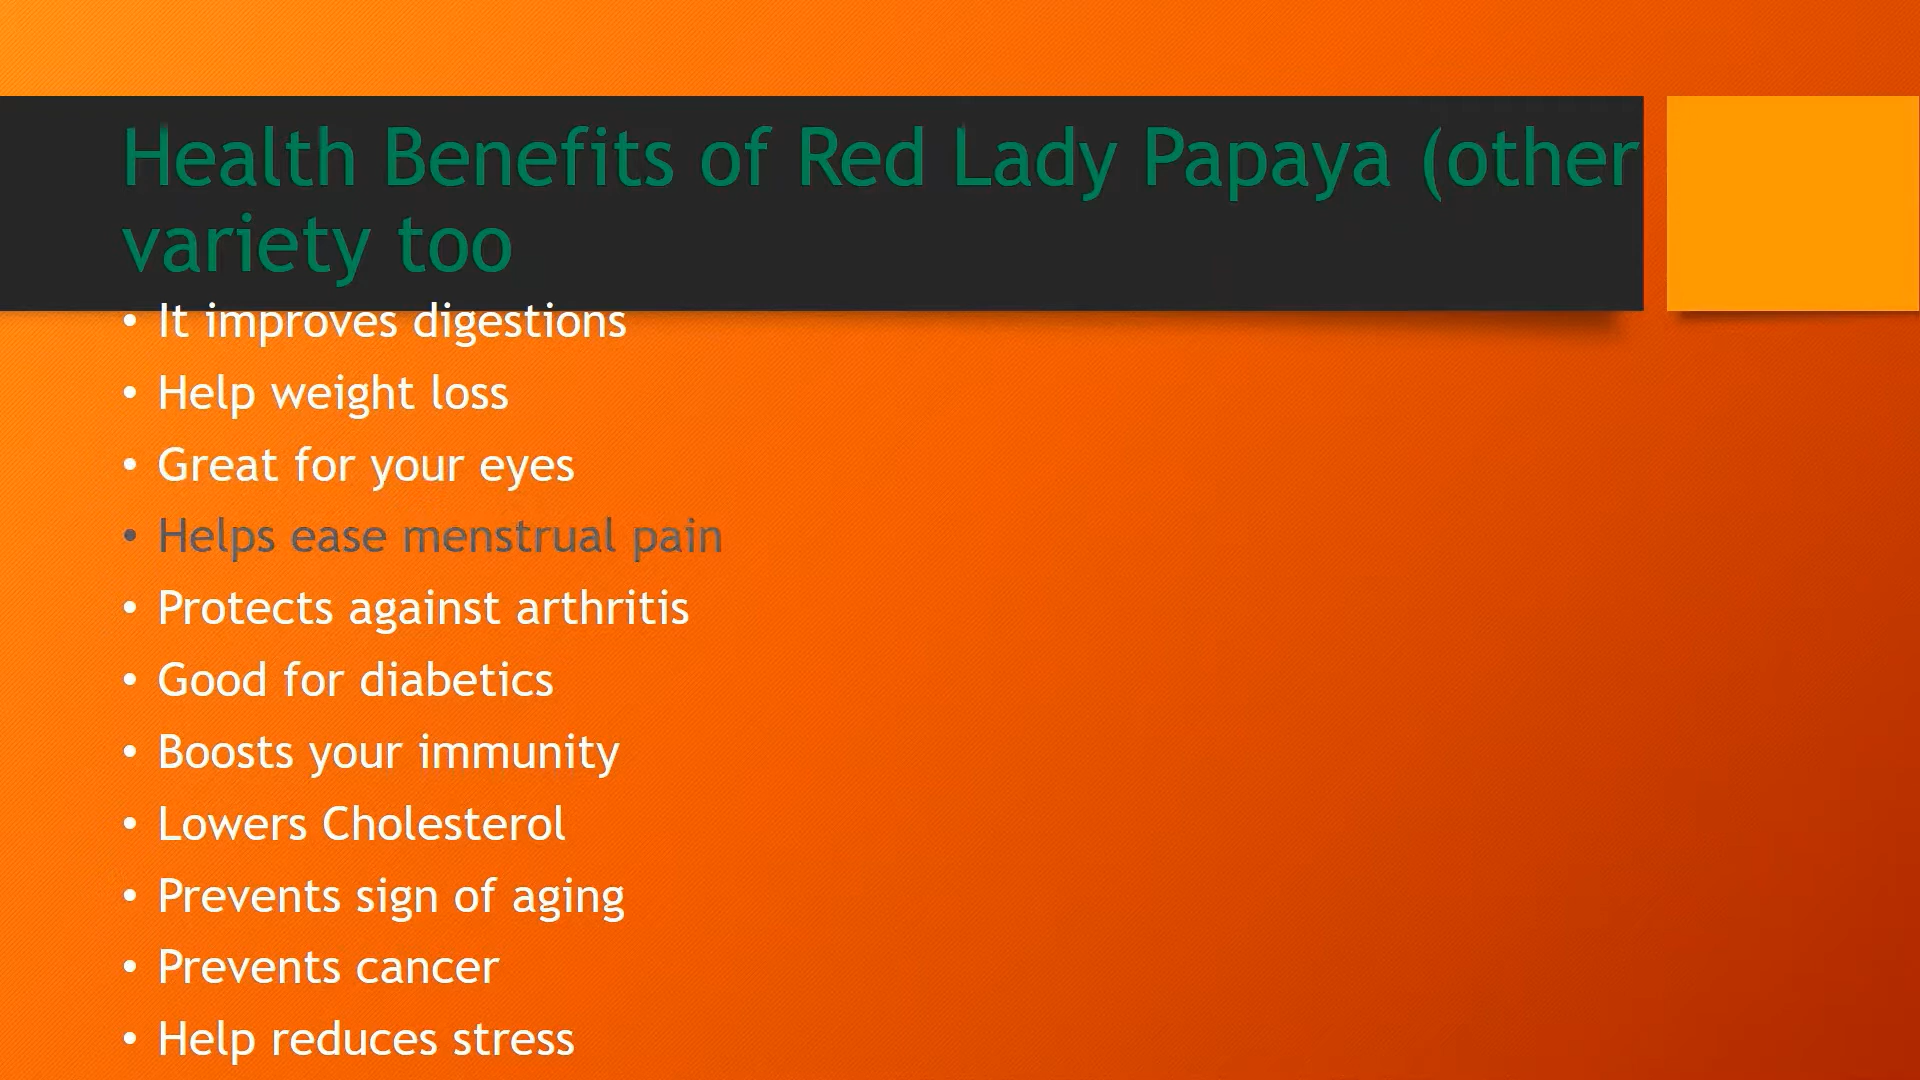 Health Benefits of Red Lady Papaya (other
variety too
• It improves digestions
• Help weight loss
• Great for your eyes
• Helps ease menstrual pain
• Protects against arthritis
• Good for diabetics
• Boosts your immunity
• Lowers Cholesterol
• Prevents sign of aging
• Prevents cancer
• Help reduces stress